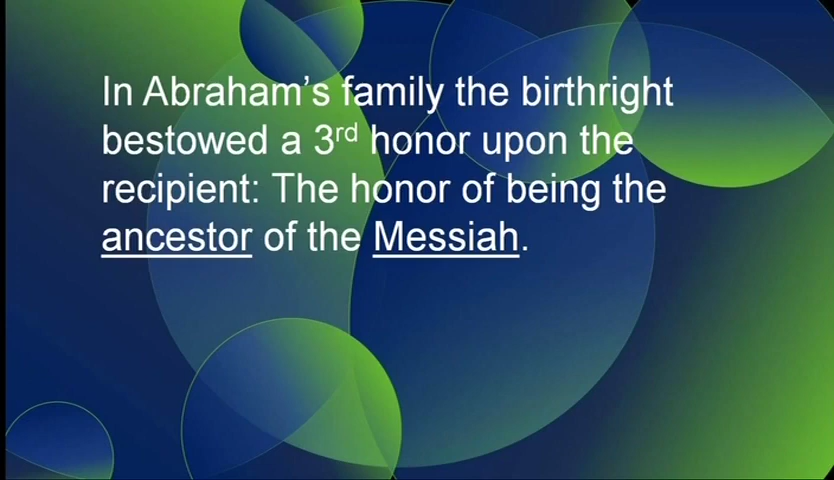 In Abraham’s family the birthright
bestowed a 3rd honor upon the
recipient: The honor of being the
ancestor of the Messiah.